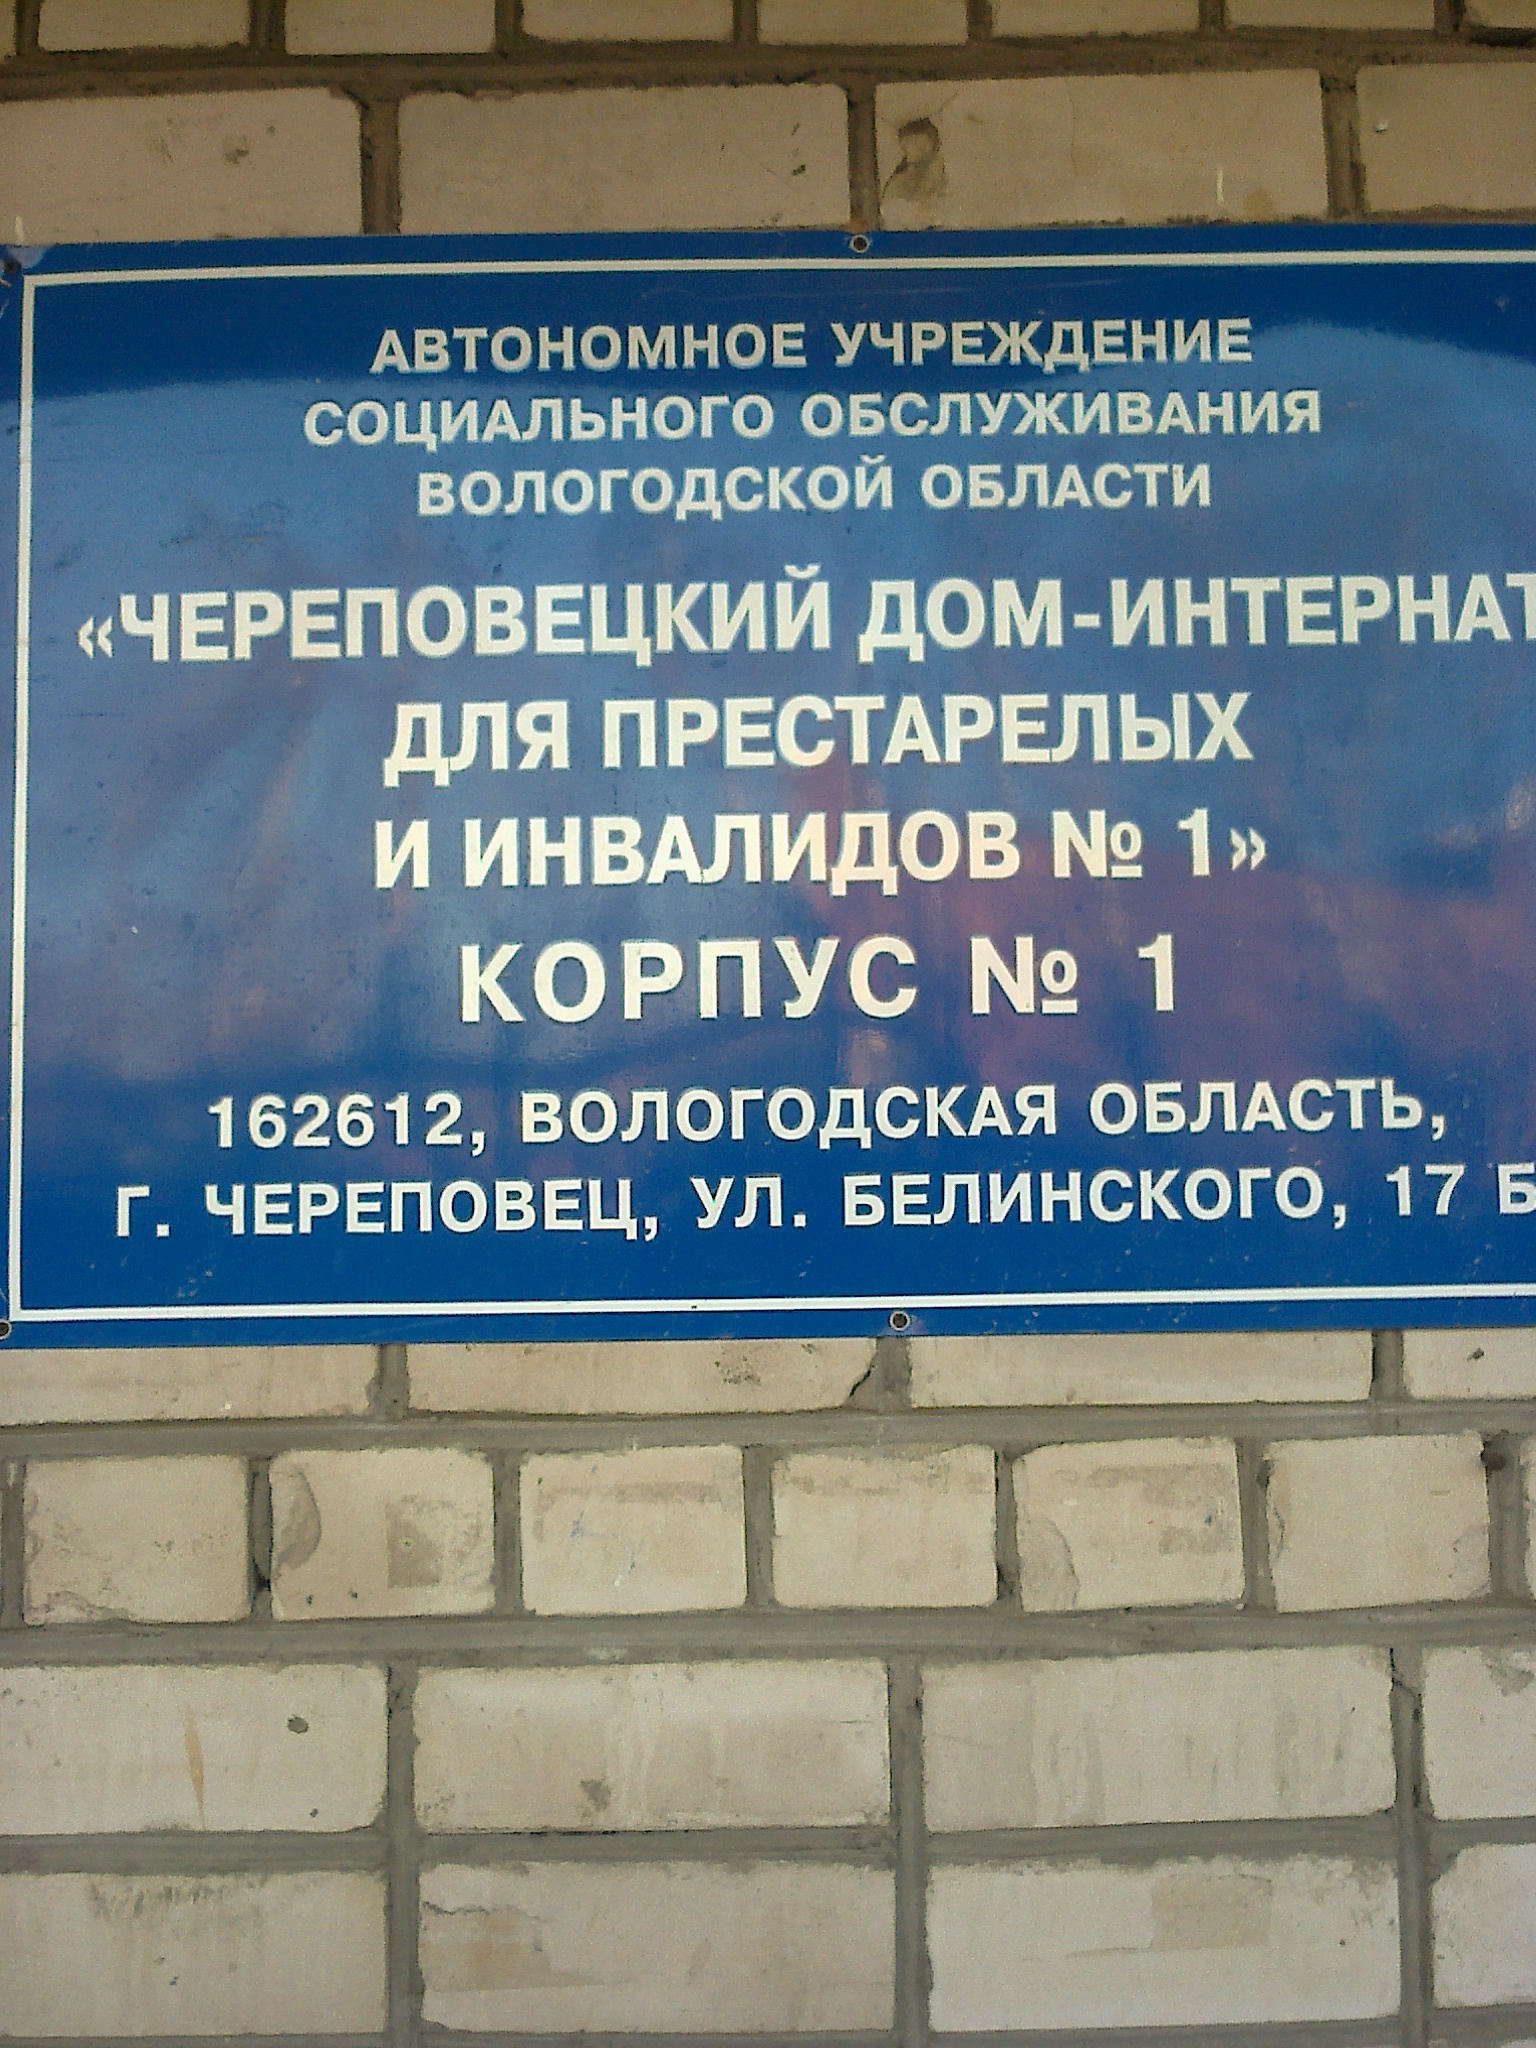 АВТОНОМНОЕ УЧРЕЖДЕНИЕ
СОЦИАЛЬНОГО ОБСЛУЖИВАНИЯ
ВОЛОГОДСКОЙ ОБЛАСТИ
«ЧЕРЕПОВЕЦКИЙ ДОМ-ИНТЕРНАТ
ДЛЯ ПРЕСТАРЕЛЫХ
И ИНВАЛИДОВ № 1»
КОРПУС № 1
162612, ВОЛОГОДСКАЯ ОБЛАСТЬ,
Г. ЧЕРЕПОВЕЦ, УЛ. БЕЛИНСКОГО, 17 Б